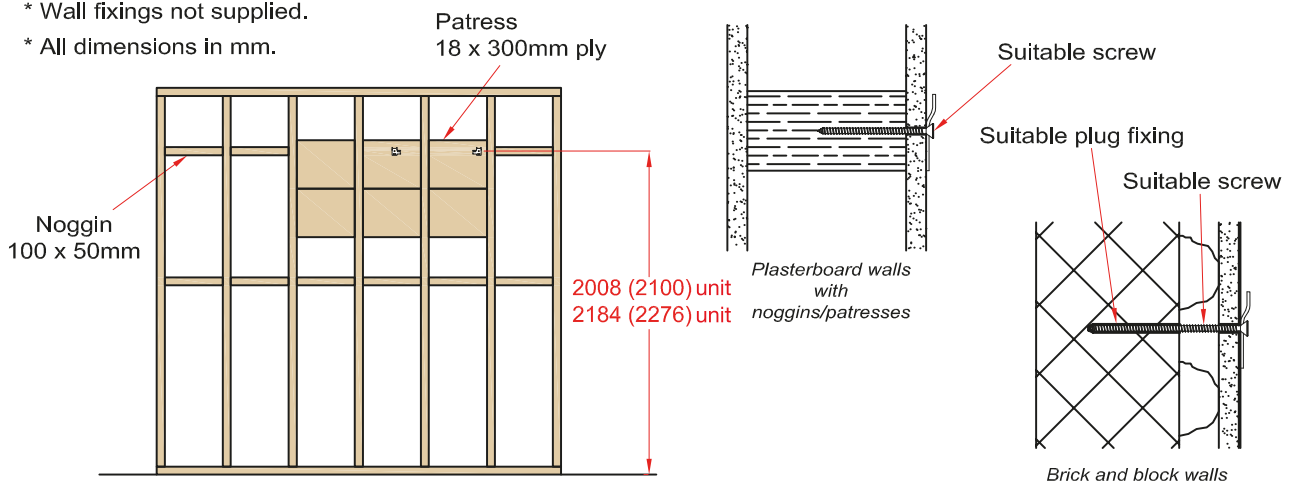 * Wall fixings not supplied.
* All dimensions in mm.
Patress
18 x 300mm ply
Noggin
100 x 50mm
2008 (2100) unit
2184 (2276) unit
Suitable screw
Plasterboard walls
with
noggins/patresses
Suitable plug fixing
Suitable screw
Brick and block walls